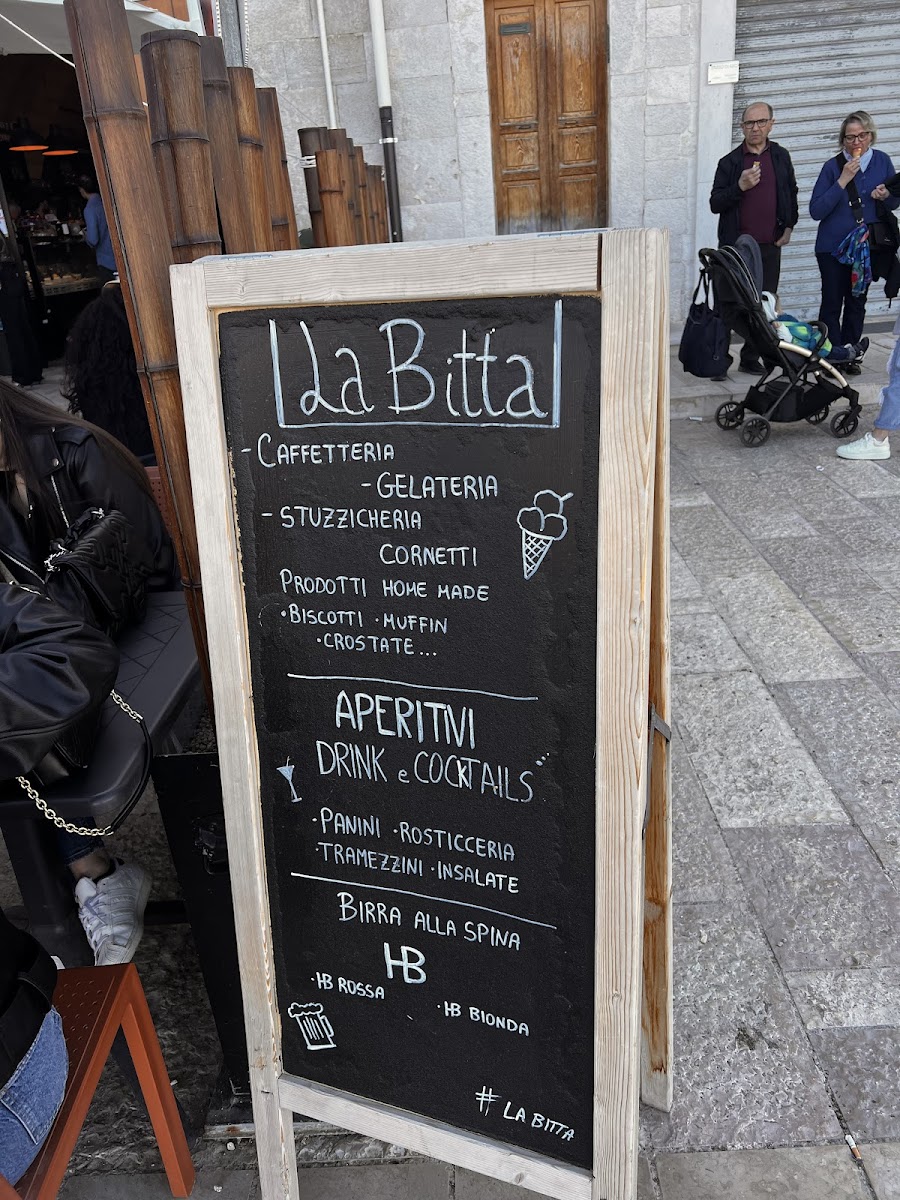 La Bitta
- CAFFETTERIA
- GELATERIA
- STUZZICHERIA
CORNETTI
PRODOTTI HOME MADE
• BISCOTTI • MUFFIN
• CROSTATE...
APERITIVI
DRINK e COCKTAILS
• PANINI • ROSTICCERIA
• TRAMEZZINI • INSALATE
BIRRA ALLA SPINA
HB
• HB ROSSA
• HB BIONDA
# LA BITTA